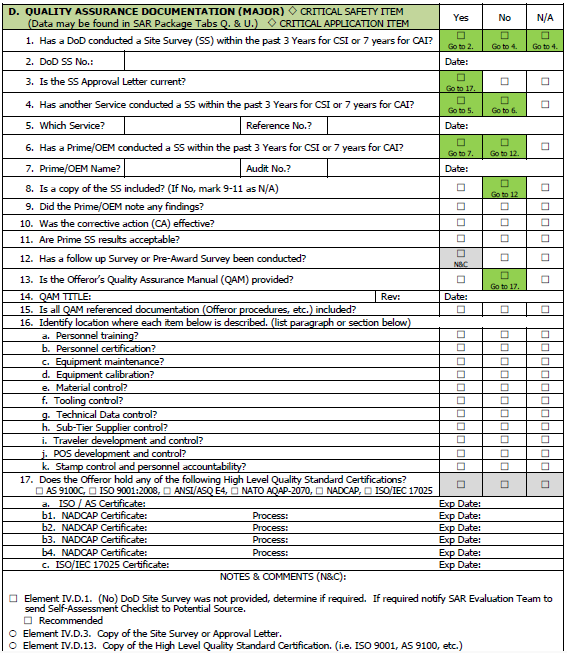 D. QUALITY ASSURANCE DOCUMENTATION (MAJOR) ◇ CRITICAL SAFETY ITEM
(Data may be found in SAR Package Tabs Q. & U.) ◇ CRITICAL APPLICATION ITEM
Yes No N/A
1. Has a DoD conducted a Site Survey (SS) within the past 3 Years for CSI or 7 years for CAI? ☐ Go to 2. ☐ Go to 4. ☐ Go to 4.
2. DoD SS No.: Date:
3. Is the SS Approval Letter current? ☐ Go to 17. ☐ ☐
4. Has another Service conducted a SS within the past 3 Years for CSI or 7 years for CAI? ☐ Go to 5. ☐ Go to 6. ☐
5. Which Service? Reference No.? Date:
6. Has a Prime/OEM conducted a SS within the past 3 Years for CSI or 7 years for CAI? ☐ Go to 7. ☐ Go to 12. ☐
7. Prime/OEM Name? Audit No.? Date:
8. Is a copy of the SS included? (If No, mark 9-11 as N/A) ☐ ☐ Go to 12 ☐
9. Did the Prime/OEM note any findings? ☐ ☐ ☐
10. Was the corrective action (CA) effective? ☐ ☐ ☐
11. Are Prime SS results acceptable? ☐ ☐ ☐
12. Has a follow up Survey or Pre-Award Survey been conducted? ☐ N&C ☐ ☐
13. Is the Offeror's Quality Assurance Manual (QAM) provided? ☐ ☐ Go to 17. ☐
14. QAM TITLE: Rev: Date:
15. Is all QAM referenced documentation (Offeror procedures, etc.) included? ☐ ☐ ☐
16. Identify location where each item below is described. (list paragraph or section below)
a. Personnel training? ☐ ☐ ☐
b. Personnel certification? ☐ ☐ ☐
c. Equipment maintenance? ☐ ☐ ☐
d. Equipment calibration? ☐ ☐ ☐
e. Material control? ☐ ☐ ☐
f. Tooling control? ☐ ☐ ☐
g. Technical Data control? ☐ ☐ ☐
h. Sub-Tier Supplier control? ☐ ☐ ☐
i. Traveler development and control? ☐ ☐ ☐
j. POS development and control? ☐ ☐ ☐
k. Stamp control and personnel accountability? ☐ ☐ ☐
17. Does the Offeror hold any of the following High Level Quality Standard Certifications? ☐ ☐ ☐
☐ AS 9100C, ☐ ISO 9001:2008, ☐ ANSI/ASQ E4, ☐ NATO AQAP-2070, ☐ NADCAP, ☐ ISO/IEC 17025
a. ISO / AS Certificate: Exp Date:
b1. NADCAP Certificate: Process: Exp Date:
b2. NADCAP Certificate: Process: Exp Date:
b3. NADCAP Certificate: Process: Exp Date:
b4. NADCAP Certificate: Process: Exp Date:
c. ISO/IEC 17025 Certificate: Exp Date:
NOTES & COMMENTS (N&C):
☐ Element IV.D.1. (No) DoD Site Survey was not provided, determine if required. If required notify SAR Evaluation Team to
send Self-Assessment Checklist to Potential Source.
☐ Recommended
○ Element IV.D.3. Copy of the Site Survey or Approval Letter.
○ Element IV.D.13. Copy of the High Level Quality Standard Certification. (i.e. ISO 9001, AS 9100, etc.)